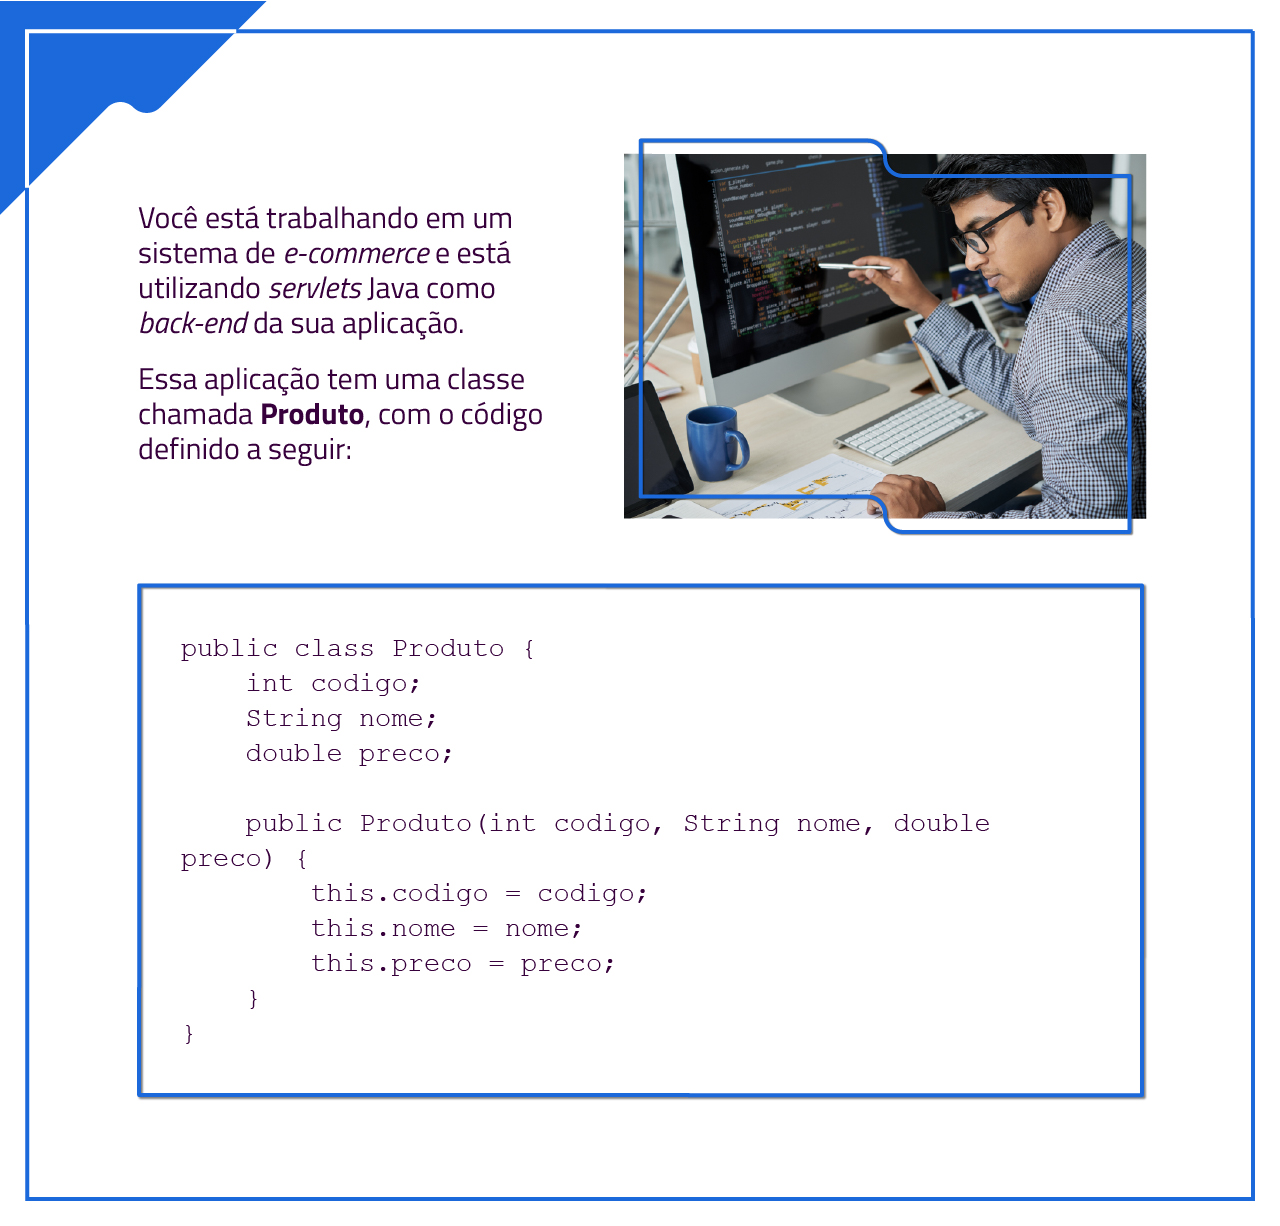 Você está trabalhando em um
sistema de e-commerce e está
utilizando servlets Java como
back-end da sua aplicação.
Essa aplicação tem uma classe
chamada Produto, com o código
definido a seguir:
public class Produto {
    int codigo;
    String nome;
    double preco;
    public Produto(int codigo, String nome, double
preco) {
        this.codigo = codigo;
        this.nome = nome;
        this.preco = preco;
    }
}